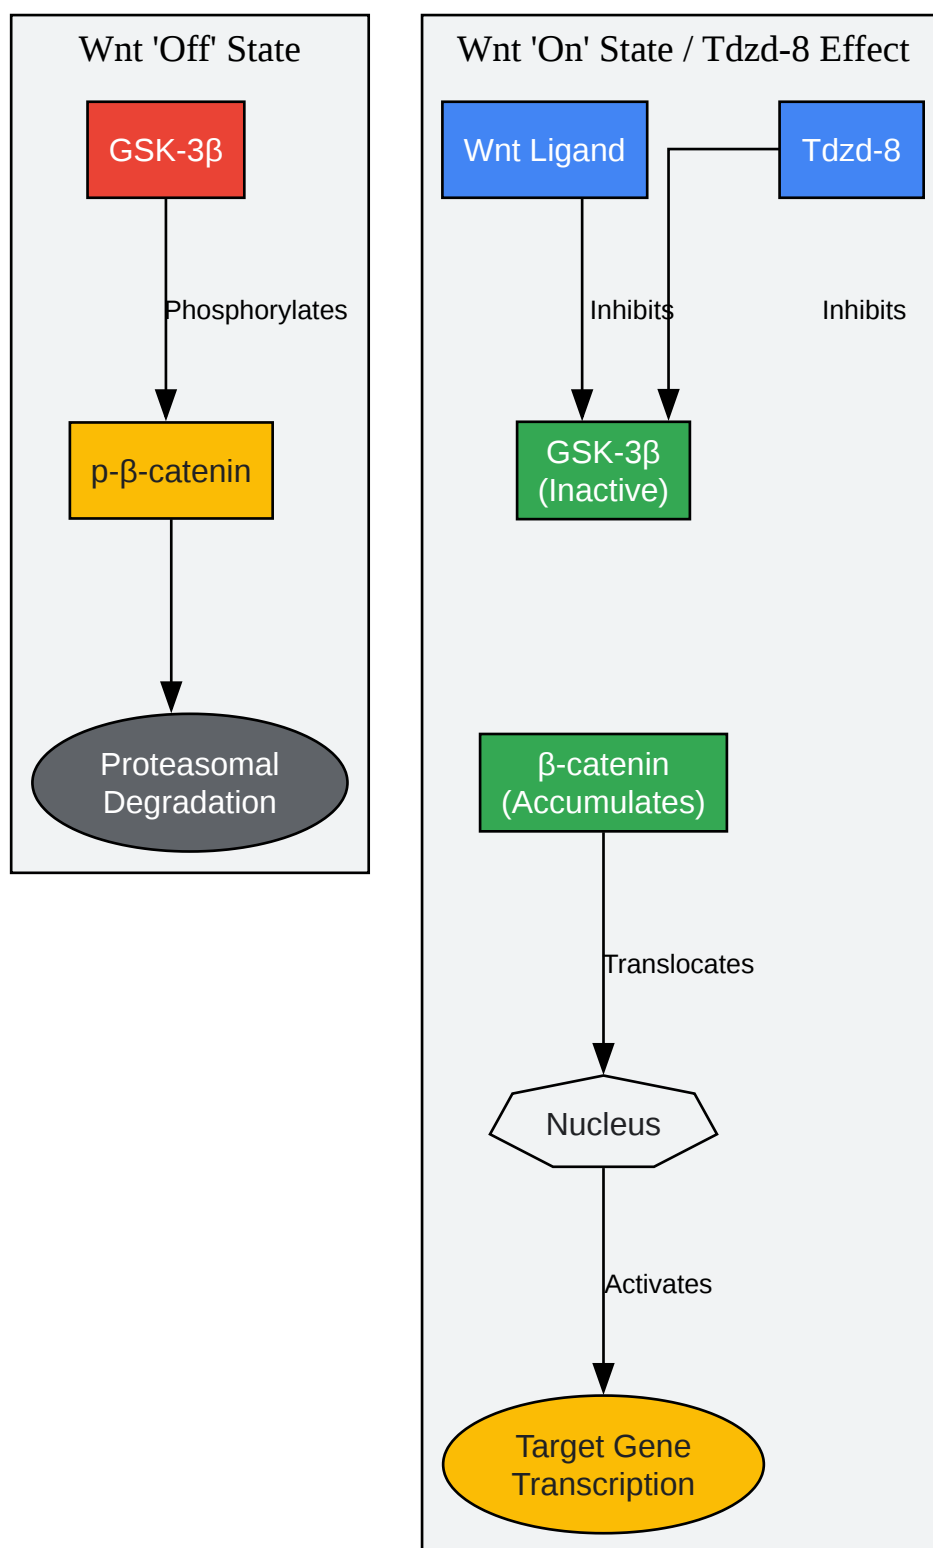 Wnt 'Off' State
GSK-3β
Phosphorylates
p-β-catenin
Proteasomal
Degradation
Wnt 'On' State / Tdzd-8 Effect
Wnt Ligand
Tdzd-8
Inhibits
Inhibits
GSK-3β
(Inactive)
β-catenin
(Accumulates)
Translocates
Nucleus
Activates
Target Gene
Transcription